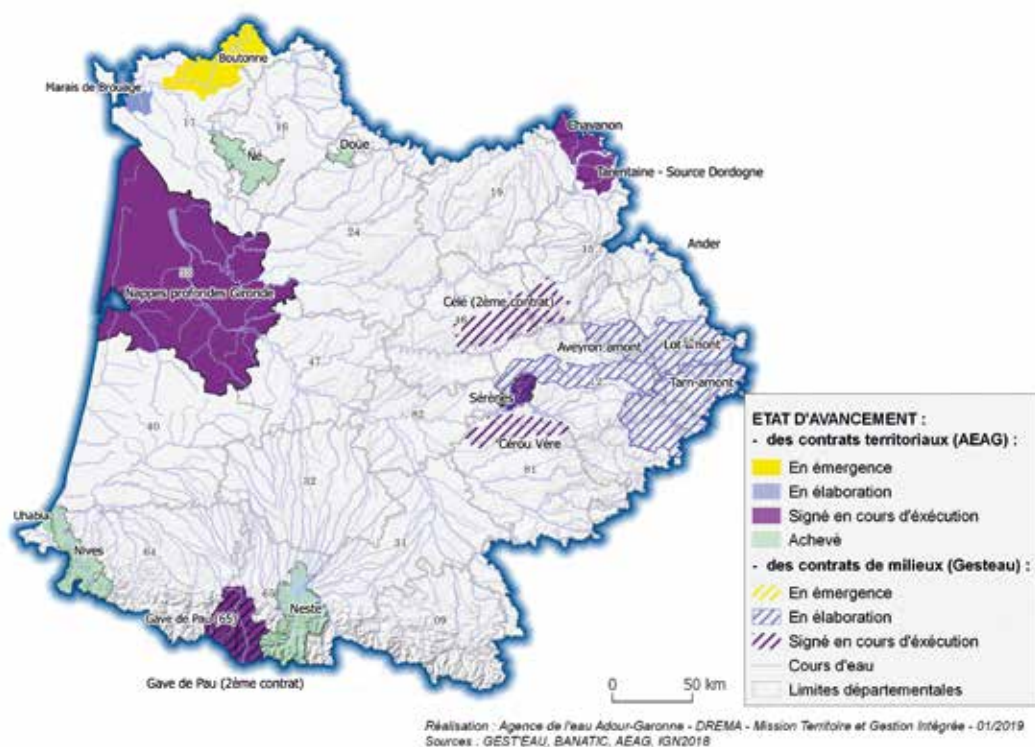 Boutonne
Marais de Brouage
17
16
Né
Doüe
Chavanon
Tarentaine - Source Dordogne
19
24
15
Ander
33
Nappes profondes Gironde
Célé (2ème contrat)
46
Aveyron amont
Lot amont
47
Tarn-amont
12
Sérènes
82
Cérou Vère
40
81
32
Uhabia
Nives
64
31
65
Neste
Gave de Pau (65)
09
Gave de Pau (2ème contrat)
0 50 km
ETAT D'AVANCEMENT :
- des contrats territoriaux (AEAG) :
En émergence
En élaboration
Signé en cours d'éxécution
Achevé
- des contrats de milieux (Gesteau) :
En émergence
En élaboration
Signé en cours d'éxécution
Cours d'eau
Limites départementales
Réalisation : Agence de l'eau Adour-Garonne - DREMA - Mission Territoire et Gestion Intégrée - 01/2019
Sources : GEST'EAU, BANATIC, AEAG, IGN2018